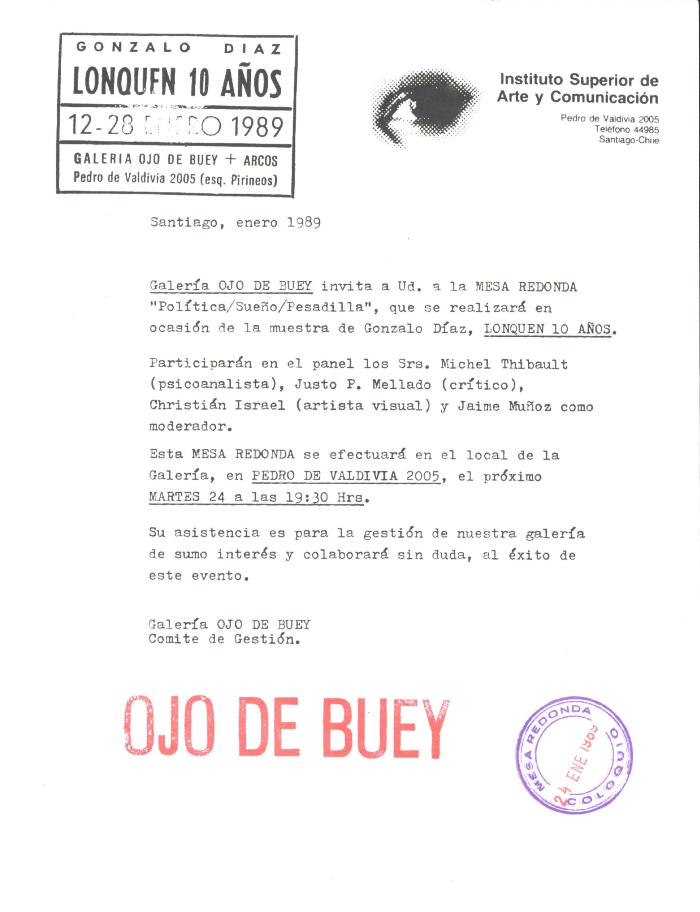 GONZALO DIAZ
LONQUEN 10 AÑOS
12-28 ENERO 1989
GALERIA OJO DE BUEY + ARCOS
Pedro de Valdivia 2005 (esq. Pirineos)
Instituto Superior de
Arte y Comunicación
Pedro de Valdivia 2005
Teléfono 44985
Santiago-Chile
Santiago, enero 1989
Galería OJO DE BUEY invita a Ud. a la MESA REDONDA
"Política/Sueño/Pesadilla", que se realizará en
ocasión de la muestra de Gonzalo Díaz, LONQUEN 10 AÑOS.
Participarán en el panel los Srs. Michel Thibault
(psicoanalista), Justo P. Mellado (crítico),
Christián Israel (artista visual) y Jaime Muñoz como
moderador.
Esta MESA REDONDA se efectuará en el local de la
Galería, en PEDRO DE VALDIVIA 2005, el próximo
MARTES 24 a las 19:30 Hrs.
Su asistencia es para la gestión de nuestra galería
de sumo interés y colaborará sin duda, al éxito de
este evento.
Galería OJO DE BUEY
Comite de Gestión.
OJO DE BUEY
MESA REDONDA
COLOQUIO
24 ENE 1989